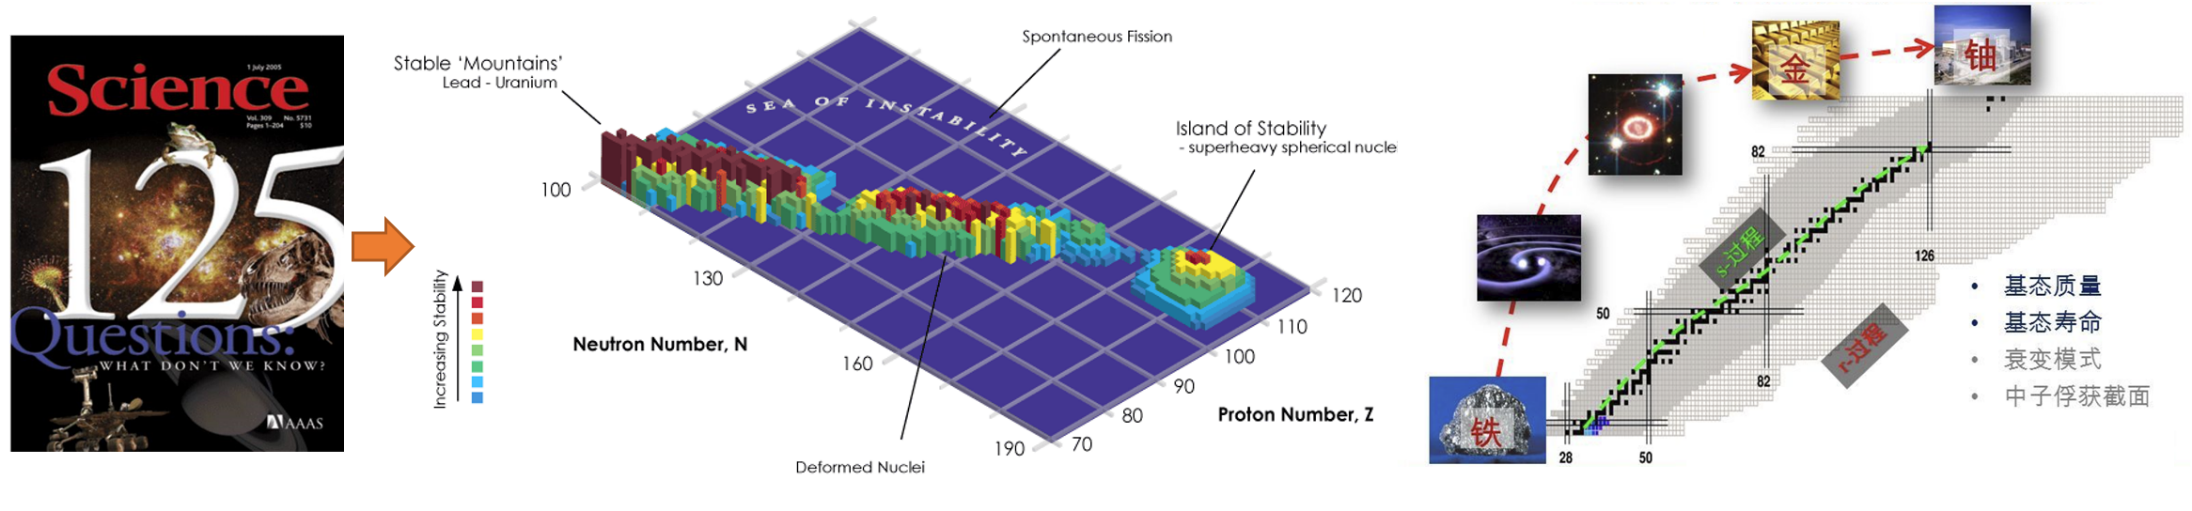 Science
1 July 2005
Vol. 309 No. 5731
Pages 1–204 $10
125
Questions:
WHAT DON'T WE KNOW?
AAAS
Stable 'Mountains'
Lead - Uranium
Spontaneous Fission
SEA OF INSTABILITY
Island of Stability
- superheavy spherical nucle
100
130
160
190
Neutron Number, N
120
110
100
90
80
70
Proton Number, Z
Increasing Stability
Deformed Nuclei
铁
金
铀
82
50
28
50
82
126
s-过程
r-过程
• 基态质量
• 基态寿命
• 衰变模式
• 中子俘获截面